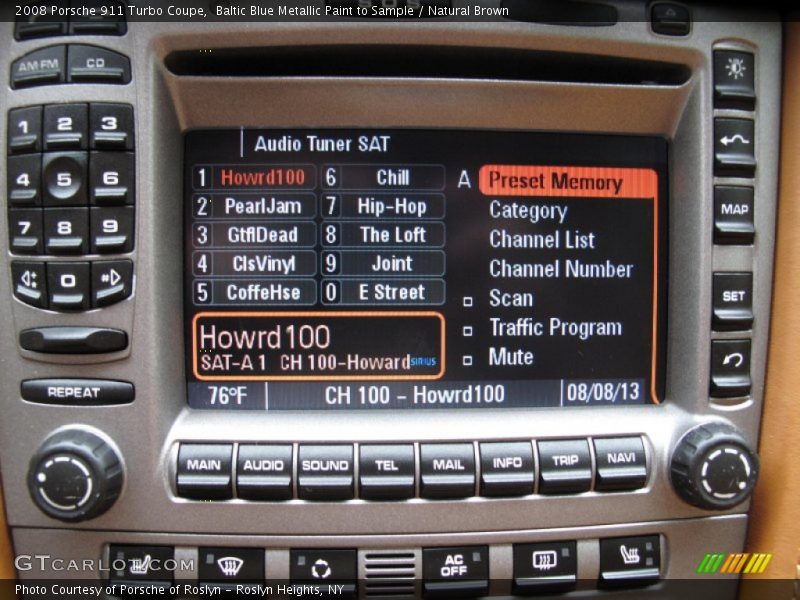 2008 Porsche 911 Turbo Coupe,  Baltic Blue Metallic Paint to Sample / Natural Brown
AM·FM CD
Audio Tuner SAT
1 Howrd100 6 Chill A Preset Memory
2 PearlJam 7 Hip-Hop Category
3 GtflDead 8 The Loft Channel List
4 ClsVinyl 9 Joint Channel Number
5 CoffeHse 0 E Street Scan
Traffic Program
Mute
Howrd100
SAT-A 1 CH 100-Howard SIRIUS
76°F CH 100 - Howrd100 08/08/13
1 2 3
4 5 6
7 8 9
0
REPEAT
MAP
SET
MAIN AUDIO SOUND TEL MAIL INFO TRIP NAVI
AC
OFF
GTCARLOT.COM
Photo Courtesy of Porsche of Roslyn - Roslyn Heights, NY